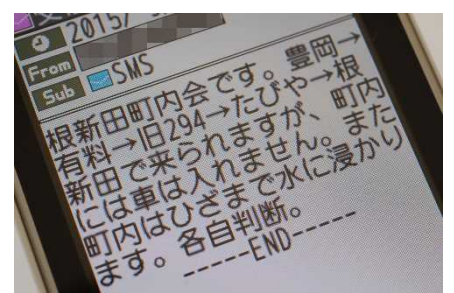 2015/
From
Sub SMS
根新田町内会です。豊岡→
有料→旧294→たびや→根
新田で来られますが、町内
には車は入れません。また
町内はひざまで水に浸かり
ます。各自判断。
-----END-----